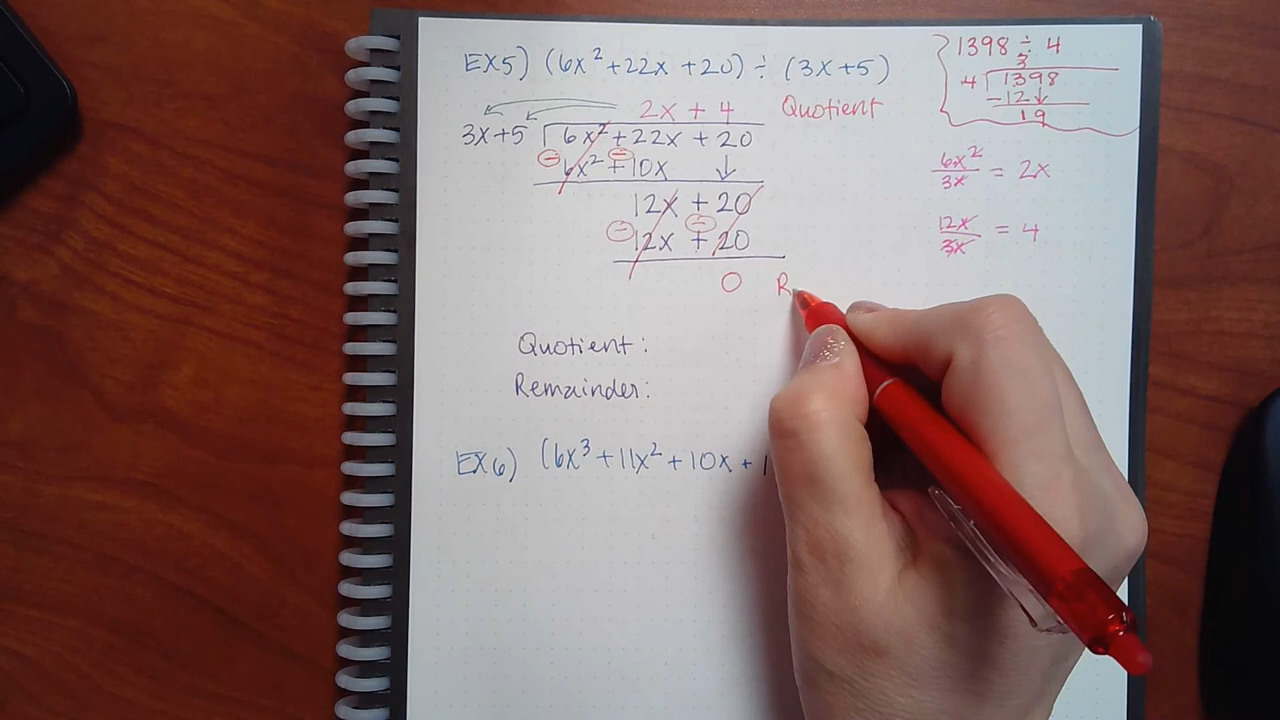 EX5) (6x² + 22x + 20) ÷ (3x + 5)
2x + 4 Quotient
3x + 5 6x² + 22x + 20
⊖ 6x² ⊖ + 10x ↓
12x + 20
⊖ 12x ⊖ + 20
0 R
Quotient:
Remainder:
EX6) (6x³ + 11x² + 10x + 1
1398 ÷ 4
3
4 1398
-12↓
19
6x²/3x = 2x
12x/3x = 4